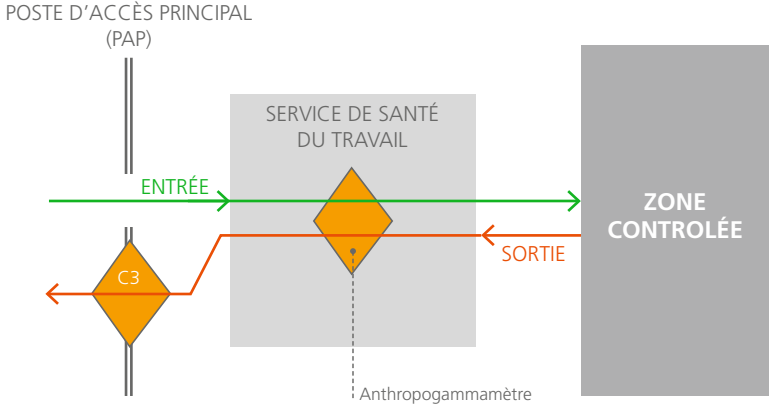 POSTE D’ACCÈS PRINCIPAL
(PAP)
SERVICE DE SANTÉ
DU TRAVAIL
ENTRÉE
ZONE
CONTROLÉE
SORTIE
C3
Anthropogammamètre